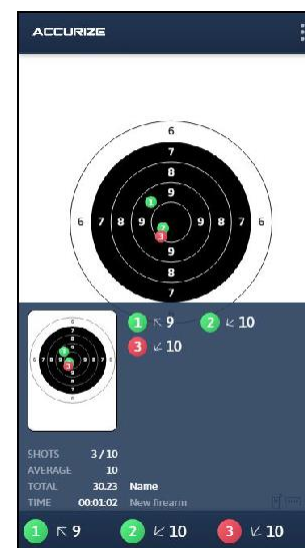 ACCURIZE
6
7
8
9
1
6 7 8 9 9 8 7 6
2
3
9
8
7
1 9 2 10
3 10
SHOTS 3/10
AVERAGE 10
TOTAL 30.23 Name
TIME 00:01:02 New firearm
1 9 2 10 3 10